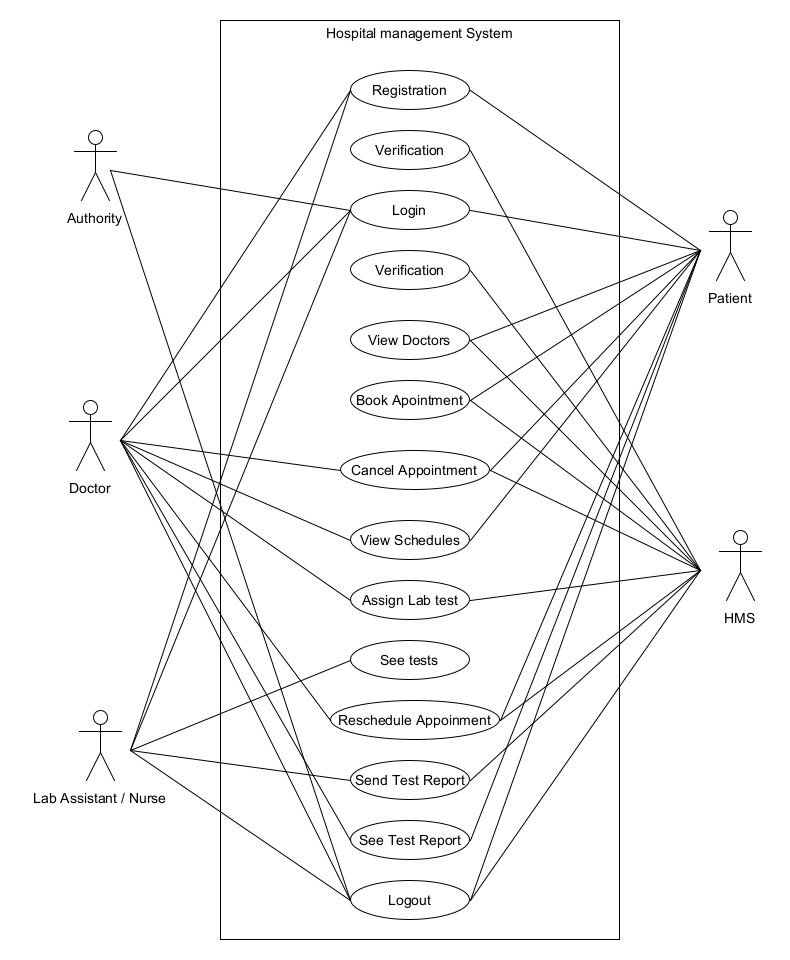 Hospital management System
Registration
Verification
Authority
Login
Verification
Patient
View Doctors
Book Apointment
Cancel Appointment
Doctor
View Schedules
Assign Lab test
HMS
See tests
Reschedule Appoinment
Send Test Report
Lab Assistant / Nurse
See Test Report
Logout